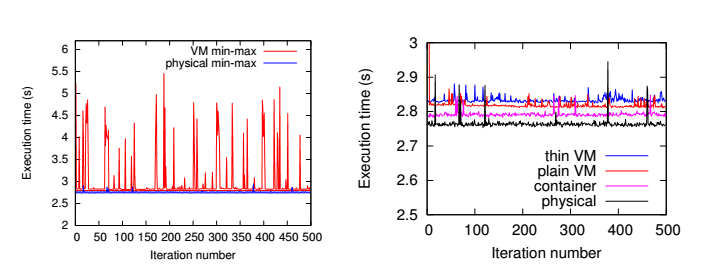 VM min-max
physical min-max
6
5.5
5
4.5
4
3.5
3
2.5
2
0 50 100 150 200 250 300 350 400 450 500
Execution time (s)
Iteration number
3
2.9
2.8
2.7
2.6
2.5
thin VM
plain VM
container
physical
0 100 200 300 400 500
Execution time (s)
Iteration number